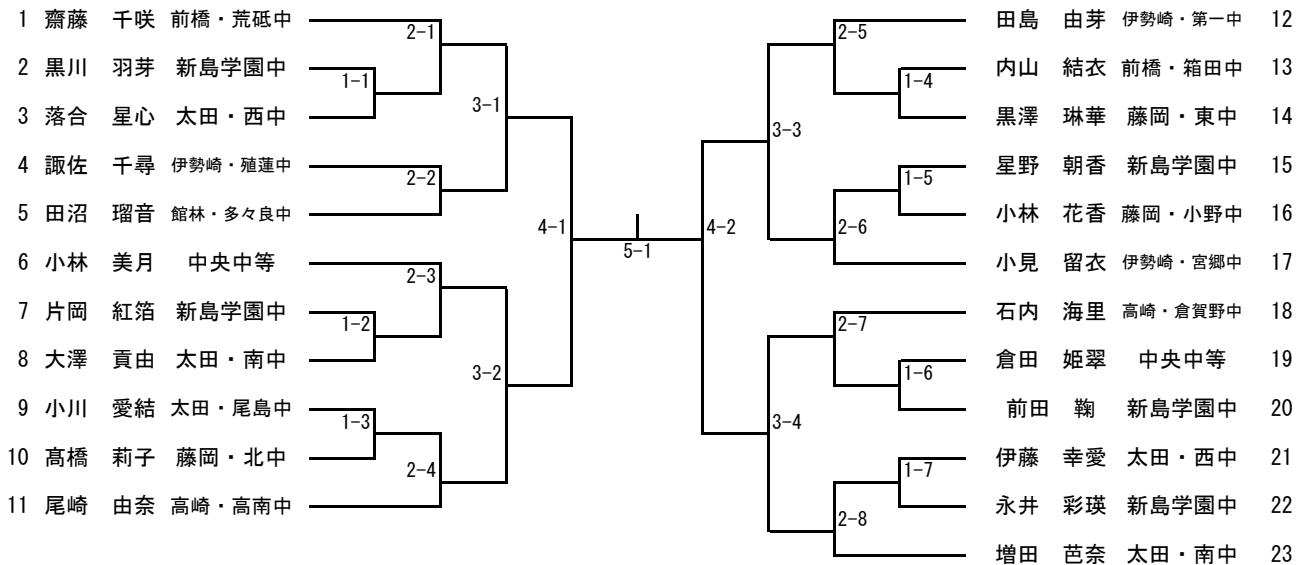 1 齋藤 千咲 前橋・荒砥中
2 黒川 羽芽 新島学園中
3 落合 星心 太田・西中
4 諏佐 千尋 伊勢崎・殖蓮中
5 田沼 瑠音 館林・多々良中
6 小林 美月 中央中等
7 片岡 紅箔 新島学園中
8 大澤 貢由 太田・南中
9 小川 愛結 太田・尾島中
10 髙橋 莉子 藤岡・北中
11 尾崎 由奈 高崎・高南中
2-1
1-1
3-1
2-2
4-1
2-3
1-2
3-2
1-3
2-4
5-1
4-2
2-5
1-4
3-3
1-5
2-6
2-7
1-6
3-4
1-7
2-8
田島 由芽 伊勢崎・第一中 12
内山 結衣 前橋・箱田中 13
黒澤 琳華 藤岡・東中 14
星野 朝香 新島学園中 15
小林 花香 藤岡・小野中 16
小見 留衣 伊勢崎・宮郷中 17
石内 海里 高崎・倉賀野中 18
倉田 姫翠 中央中等 19
前田 鞠 新島学園中 20
伊藤 幸愛 太田・西中 21
永井 彩瑛 新島学園中 22
増田 芭奈 太田・南中 23